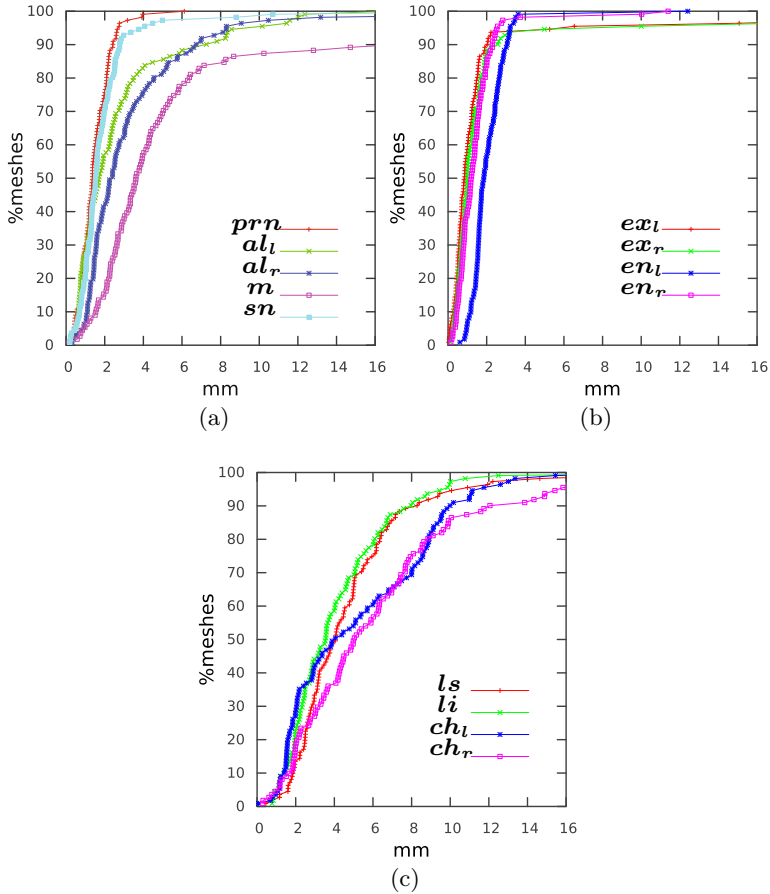 100
90
80
70
60
50
40
30
20
10
0
%meshes
prn
al_l
al_r
m
sn
0 2 4 6 8 10 12 14 16
mm
(a)
100
90
80
70
60
50
40
30
20
10
0
%meshes
ex_l
ex_r
en_l
en_r
0 2 4 6 8 10 12 14 16
mm
(b)
100
90
80
70
60
50
40
30
20
10
0
%meshes
ls
li
ch_l
ch_r
0 2 4 6 8 10 12 14 16
mm
(c)